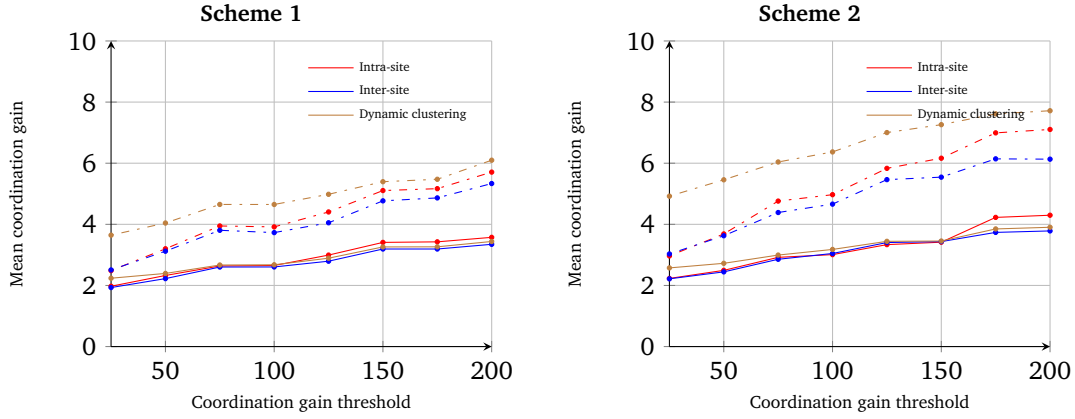 Scheme 1
10
8
6
4
2
0
50
100
150
200
Mean coordination gain
Coordination gain threshold
Intra-site
Inter-site
Dynamic clustering
Scheme 2
10
8
6
4
2
0
50
100
150
200
Mean coordination gain
Coordination gain threshold
Intra-site
Inter-site
Dynamic clustering